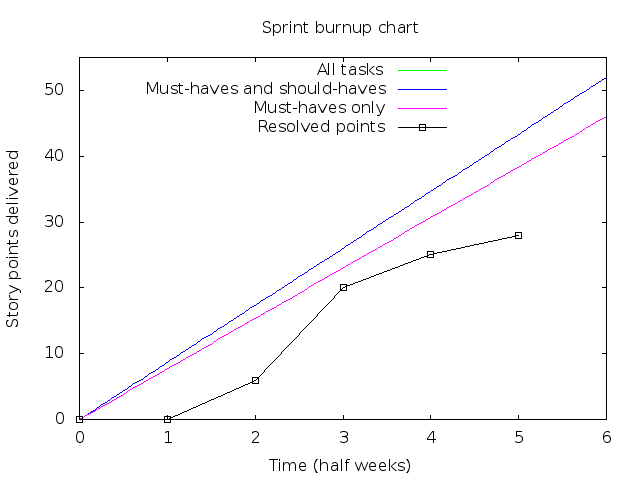 Sprint burnup chart
All tasks
Must-haves and should-haves
Must-haves only
Resolved points
Story points delivered
50
40
30
20
10
0
0 1 2 3 4 5 6
Time (half weeks)